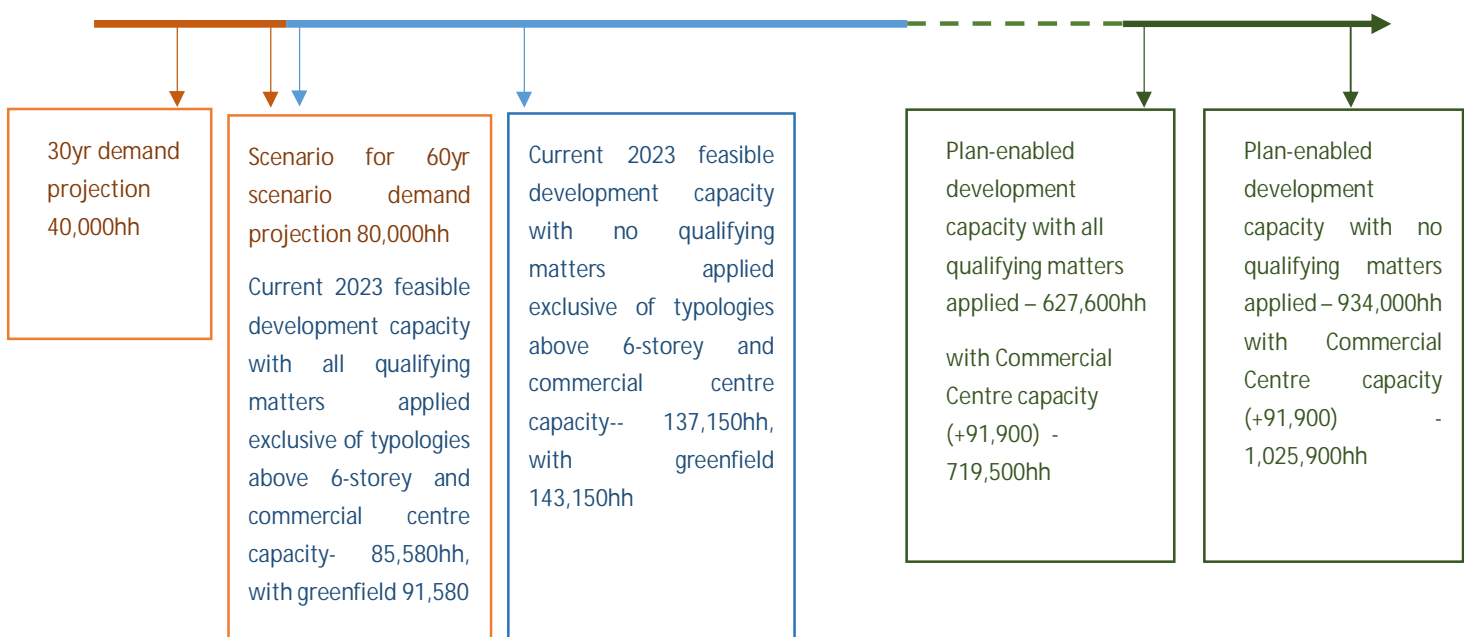 30yr demand
projection
40,000hh
Scenario for 60yr
scenario demand
projection 80,000hh
Current 2023 feasible
development capacity
with all qualifying
matters applied
exclusive of typologies
above 6-storey and
commercial centre
capacity- 85,580hh,
with greenfield 91,580
Current 2023 feasible
development capacity
with no qualifying
matters applied
exclusive of typologies
above 6-storey and
commercial centre
capacity-- 137,150hh,
with greenfield
143,150hh
Plan-enabled
development
capacity with all
qualifying matters
applied – 627,600hh
with Commercial
Centre capacity
(+91,900) -
719,500hh
Plan-enabled
development
capacity with no
qualifying matters
applied – 934,000hh
with Commercial
Centre capacity
(+91,900) -
1,025,900hh